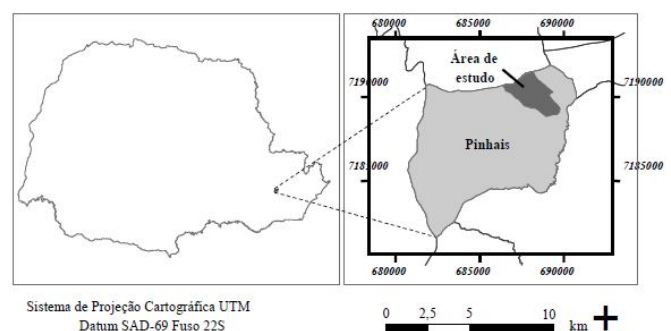 680000 685000 690000
Área de
estudo
7190000 7190000
Pinhais
7185000 7185000
680000 685000 690000
Sistema de Projeção Cartográfica UTM
Datum SAD-69 Fuso 22S
0 2,5 5 10
km